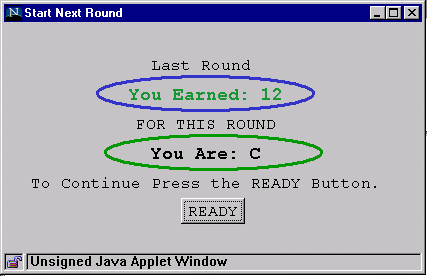 Start Next Round
Last Round
You Earned: 12
FOR THIS ROUND
You Are: C
To Continue Press the READY Button.
READY
Unsigned Java Applet Window